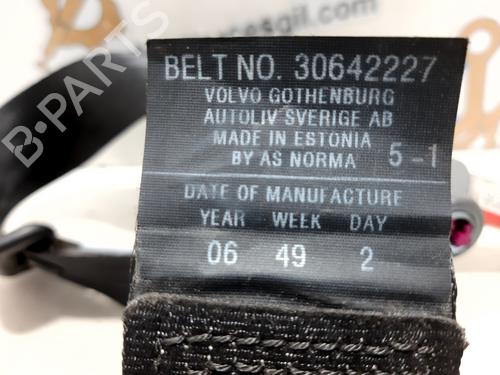 BELT NO. 30642227
VOLVO GOTHENBURG
AUTOLIV SVERIGE AB
MADE IN ESTONIA
BY AS NORMA 5-1
DATE OF MANUFACTURE
YEAR WEEK DAY
06 49 2
B-Parts